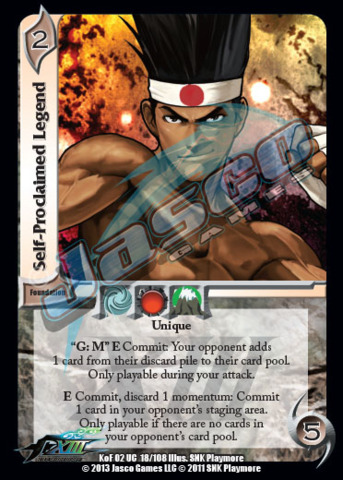 2
Self-Proclaimed Legend
Jasco
GAMES
Foundation
Unique
“G: M” E Commit: Your opponent adds
1 card from their discard pile to their card pool.
Only playable during your attack.
E Commit, discard 1 momentum: Commit
1 card in your opponent's staging area.
Only playable if there are no cards in
your opponent's card pool.
5
XIII
KoF 02 UC 18/108 Illus. SNK Playmore
© 2013 Jasco Games LLC © 2011 SNK Playmore